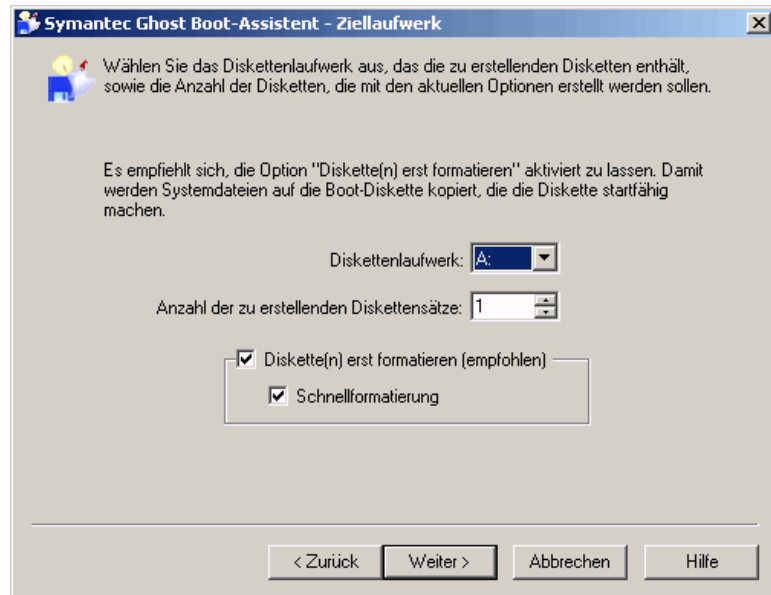 Symantec Ghost Boot-Assistent - Ziellaufwerk
Wählen Sie das Diskettenlaufwerk aus, das die zu erstellenden Disketten enthält,
sowie die Anzahl der Disketten, die mit den aktuellen Optionen erstellt werden sollen.
Es empfiehlt sich, die Option "Diskette(n) erst formatieren" aktiviert zu lassen. Damit
werden Systemdateien auf die Boot-Diskette kopiert, die die Diskette startfähig
machen.
Diskettenlaufwerk: A:
Anzahl der zu erstellenden Diskettensätze: 1
Diskette(n) erst formatieren (empfohlen)
Schnellformatierung
< Zurück Weiter > Abbrechen Hilfe